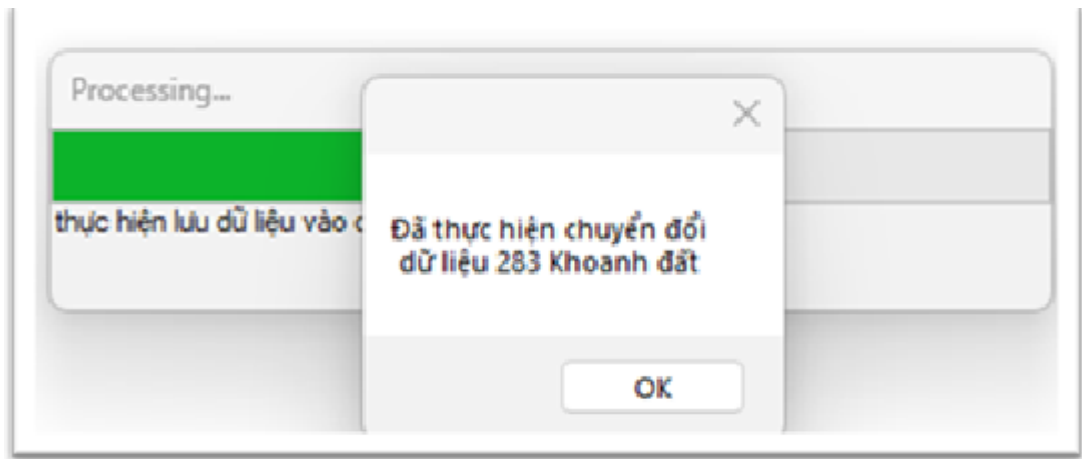 Processing...
thực hiện lưu dữ liệu vào
Đã thực hiện chuyển đổi
dữ liệu 283 Khoanh đất
OK